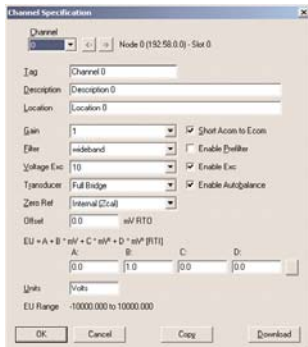 Channel Specification
Channel
0 Node 0 (192.58.0.0) - Slot 0
Tag Channel 0
Description Description 0
Location Location 0
Gain 1 Short Acom to Ecom
Filter wideband Enable Prefilter
Voltage Exc 10 Enable Exc
Transducer Full Bridge Enable Autobalance
Zero Ref Internal (Zcal)
Offset 0.0 mV RTO
EU = A + B * mV + C * mV² + D * mV³ [RTI]
A: B: C: D:
0.0 1.0 0.0 0.0
Units Volts
EU Range -10000.000 to 10000.000
OK Cancel Copy Download